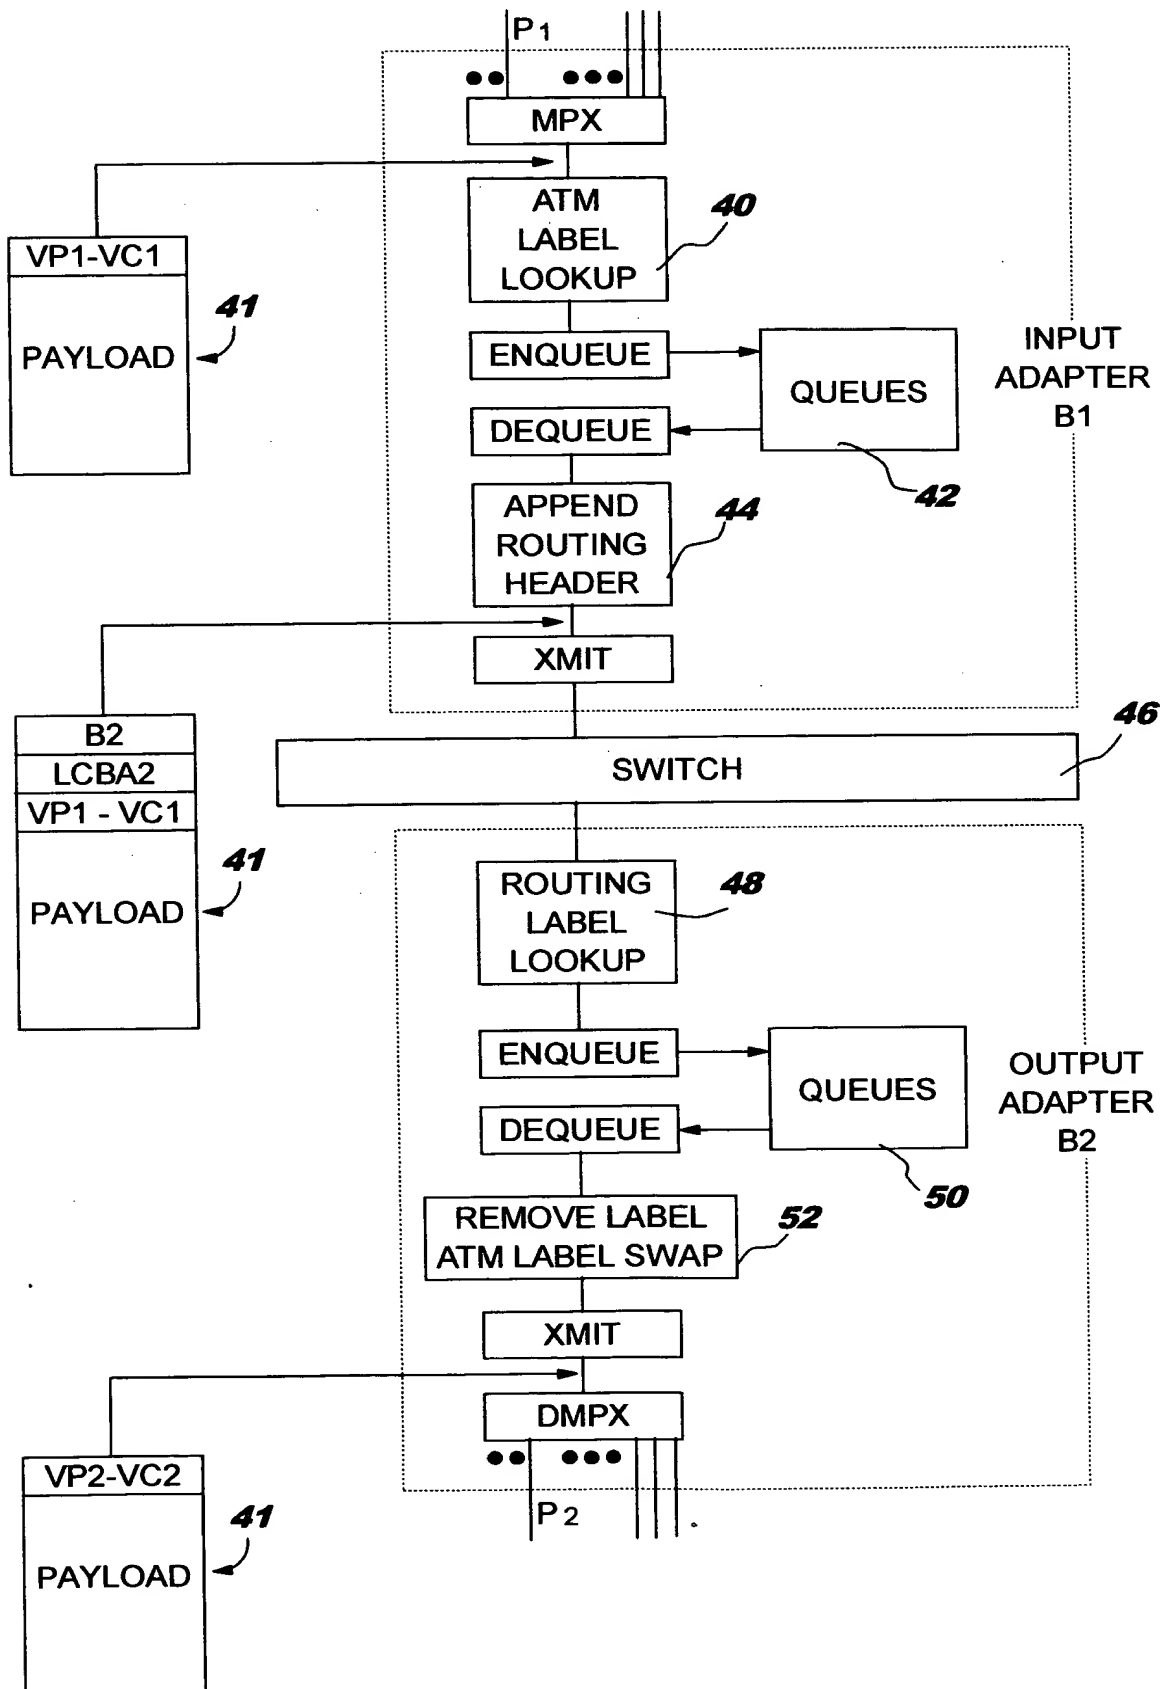 P1
MPX
ATM
LABEL
LOOKUP
40
VP1-VC1
PAYLOAD
41
ENQUEUE
QUEUES
DEQUEUE
42
INPUT
ADAPTER
B1
APPEND
ROUTING
HEADER
44
XMIT
B2
LCBA2
VP1 - VC1
PAYLOAD
41
SWITCH
46
ROUTING
LABEL
LOOKUP
48
ENQUEUE
QUEUES
DEQUEUE
50
OUTPUT
ADAPTER
B2
REMOVE LABEL
ATM LABEL SWAP
52
XMIT
DMPX
P2
VP2-VC2
PAYLOAD
41